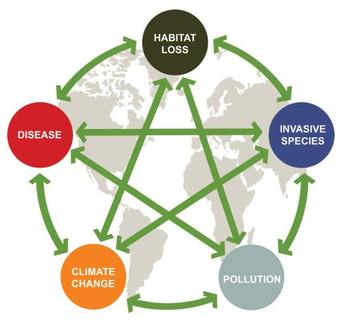 HABITAT
LOSS
DISEASE
INVASIVE
SPECIES
CLIMATE
CHANGE
POLLUTION